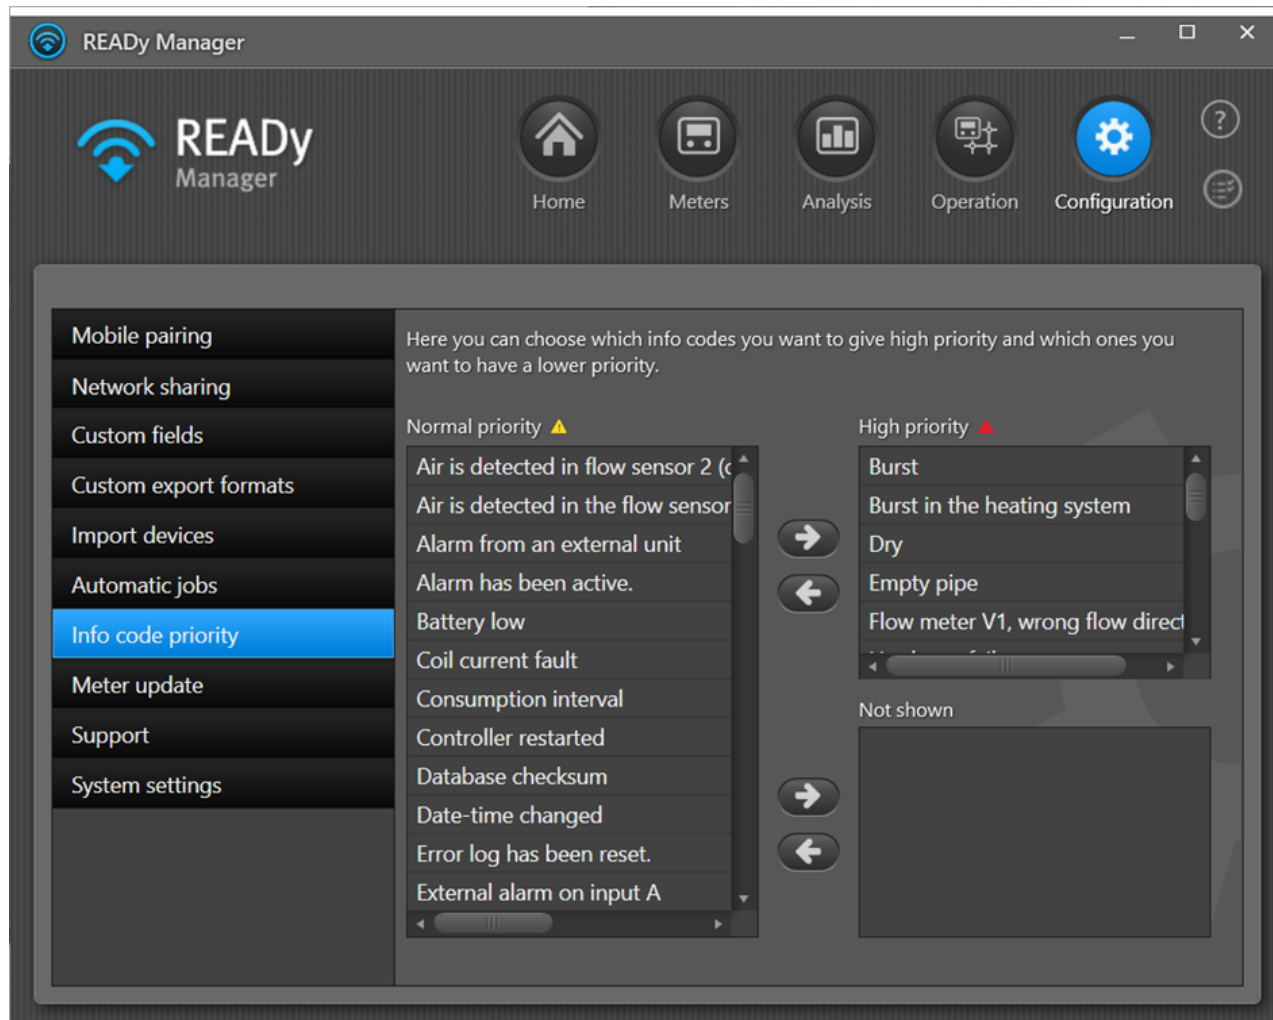 READy Manager
READy
Manager
Home
Meters
Analysis
Operation
Configuration
Mobile pairing
Network sharing
Custom fields
Custom export formats
Import devices
Automatic jobs
Info code priority
Meter update
Support
System settings
Here you can choose which info codes you want to give high priority and which ones you
want to have a lower priority.
Normal priority
Air is detected in flow sensor 2 (c
Air is detected in the flow sensor
Alarm from an external unit
Alarm has been active.
Battery low
Coil current fault
Consumption interval
Controller restarted
Database checksum
Date-time changed
Error log has been reset.
External alarm on input A
High priority
Burst
Burst in the heating system
Dry
Empty pipe
Flow meter V1, wrong flow direct
Not shown